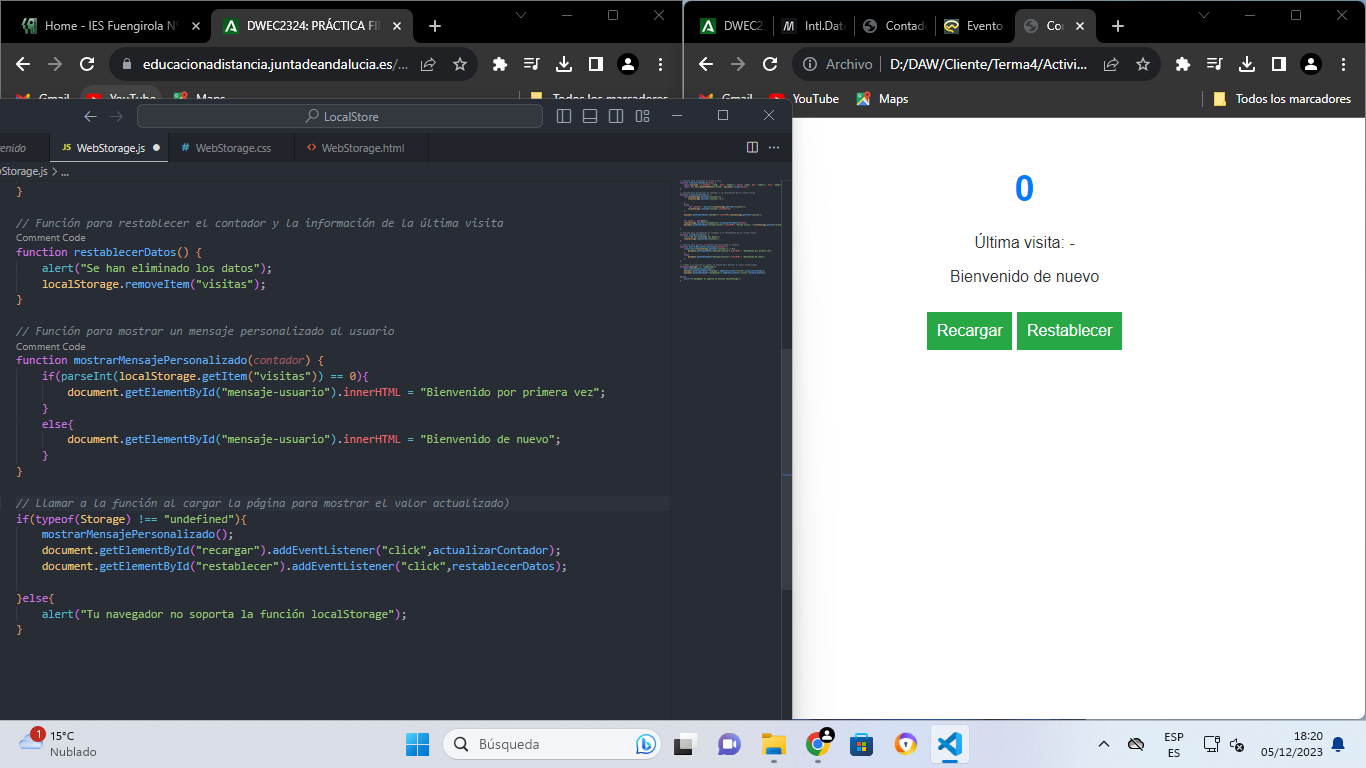 Home - IES Fuengirola Nº
DWEC2324: PRÁCTICA FI
educacionadistancia.juntadeandalucia.es/...
Gmail
YouTube
Maps
Todos los marcadores
DWEC2
Intl.Dat
Contad
Evento
Co
Archivo
D:/DAW/Cliente/Terma4/Activi...
Gmail
YouTube
Maps
Todos los marcadores
LocalStore
enido
JS WebStorage.js
# WebStorage.css
<> WebStorage.html
bStorage.js > ...
}
// Función para restablecer el contador y la información de la última visita
Comment Code
function restablecerDatos() {
alert("Se han eliminado los datos");
localStorage.removeItem("visitas");
}
// Función para mostrar un mensaje personalizado al usuario
Comment Code
function mostrarMensajePersonalizado(contador) {
if(parseInt(localStorage.getItem("visitas")) == 0){
document.getElementById("mensaje-usuario").innerHTML = "Bienvenido por primera vez";
}
else{
document.getElementById("mensaje-usuario").innerHTML = "Bienvenido de nuevo";
}
}
// Llamar a la función al cargar la página para mostrar el valor actualizado)
if(typeof(Storage) !== "undefined"){
mostrarMensajePersonalizado();
document.getElementById("recargar").addEventListener("click",actualizarContador);
document.getElementById("restablecer").addEventListener("click",restablecerDatos);
}else{
alert("Tu navegador no soporta la función localStorage");
}
0
Última visita: -
Bienvenido de nuevo
Recargar
Restablecer
1
15°C
Nublado
Búsqueda
ESP
ES
18:20
05/12/2023